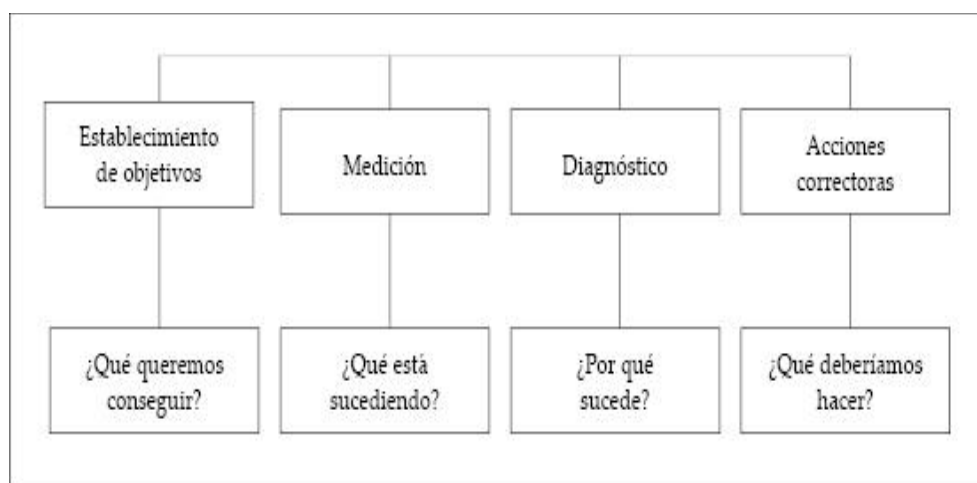 Establecimiento
de objetivos
Medición
Diagnóstico
Acciones
correctoras
¿Qué queremos
conseguir?
¿Qué está
sucediendo?
¿Por qué
sucede?
¿Qué deberíamos
hacer?